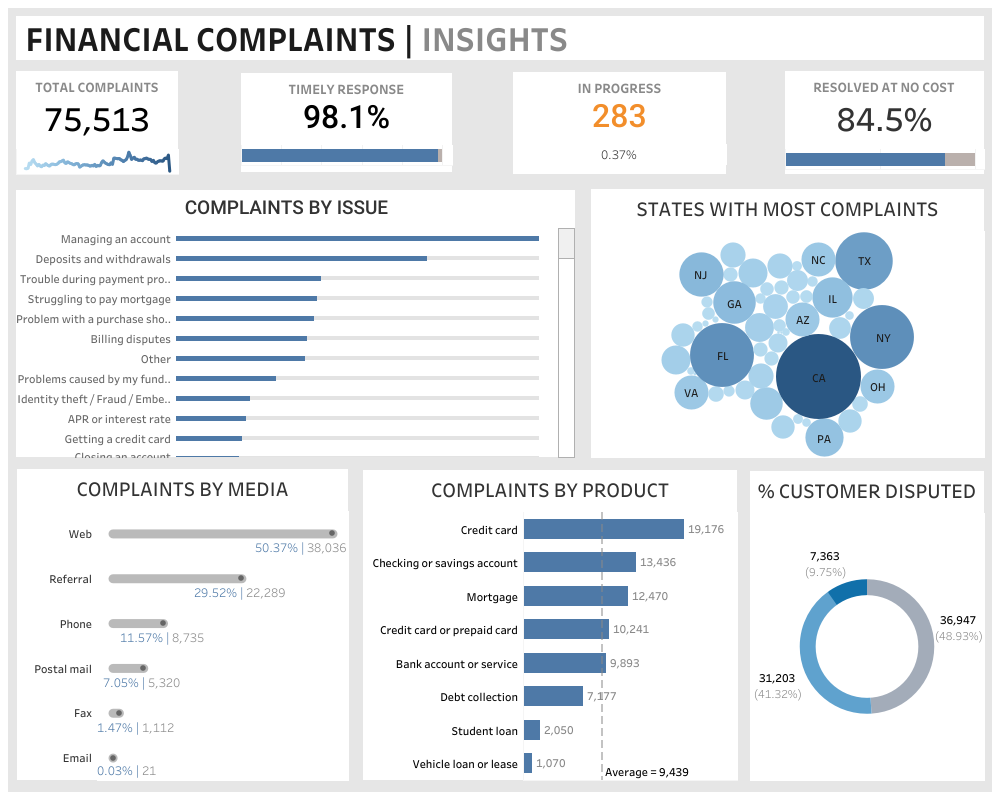 FINANCIAL COMPLAINTS | INSIGHTS
TOTAL COMPLAINTS
75,513
TIMELY RESPONSE
98.1%
IN PROGRESS
283
0.37%
RESOLVED AT NO COST
84.5%
COMPLAINTS BY ISSUE
Managing an account
Deposits and withdrawals
Trouble during payment pro..
Struggling to pay mortgage
Problem with a purchase sho..
Billing disputes
Other
Problems caused by my fund..
Identity theft / Fraud / Embe..
APR or interest rate
Getting a credit card
Closing an account
STATES WITH MOST COMPLAINTS
NC
TX
NJ
IL
GA
AZ
NY
FL
CA
OH
VA
PA
COMPLAINTS BY MEDIA
Web
50.37% | 38,036
Referral
29.52% | 22,289
Phone
11.57% | 8,735
Postal mail
7.05% | 5,320
Fax
1.47% | 1,112
Email
0.03% | 21
COMPLAINTS BY PRODUCT
Credit card 19,176
Checking or savings account 13,436
Mortgage 12,470
Credit card or prepaid card 10,241
Bank account or service 9,893
Debt collection 7,177
Student loan 2,050
Vehicle loan or lease 1,070
Average = 9,439
% CUSTOMER DISPUTED
7,363
(9.75%)
36,947
(48.93%)
31,203
(41.32%)